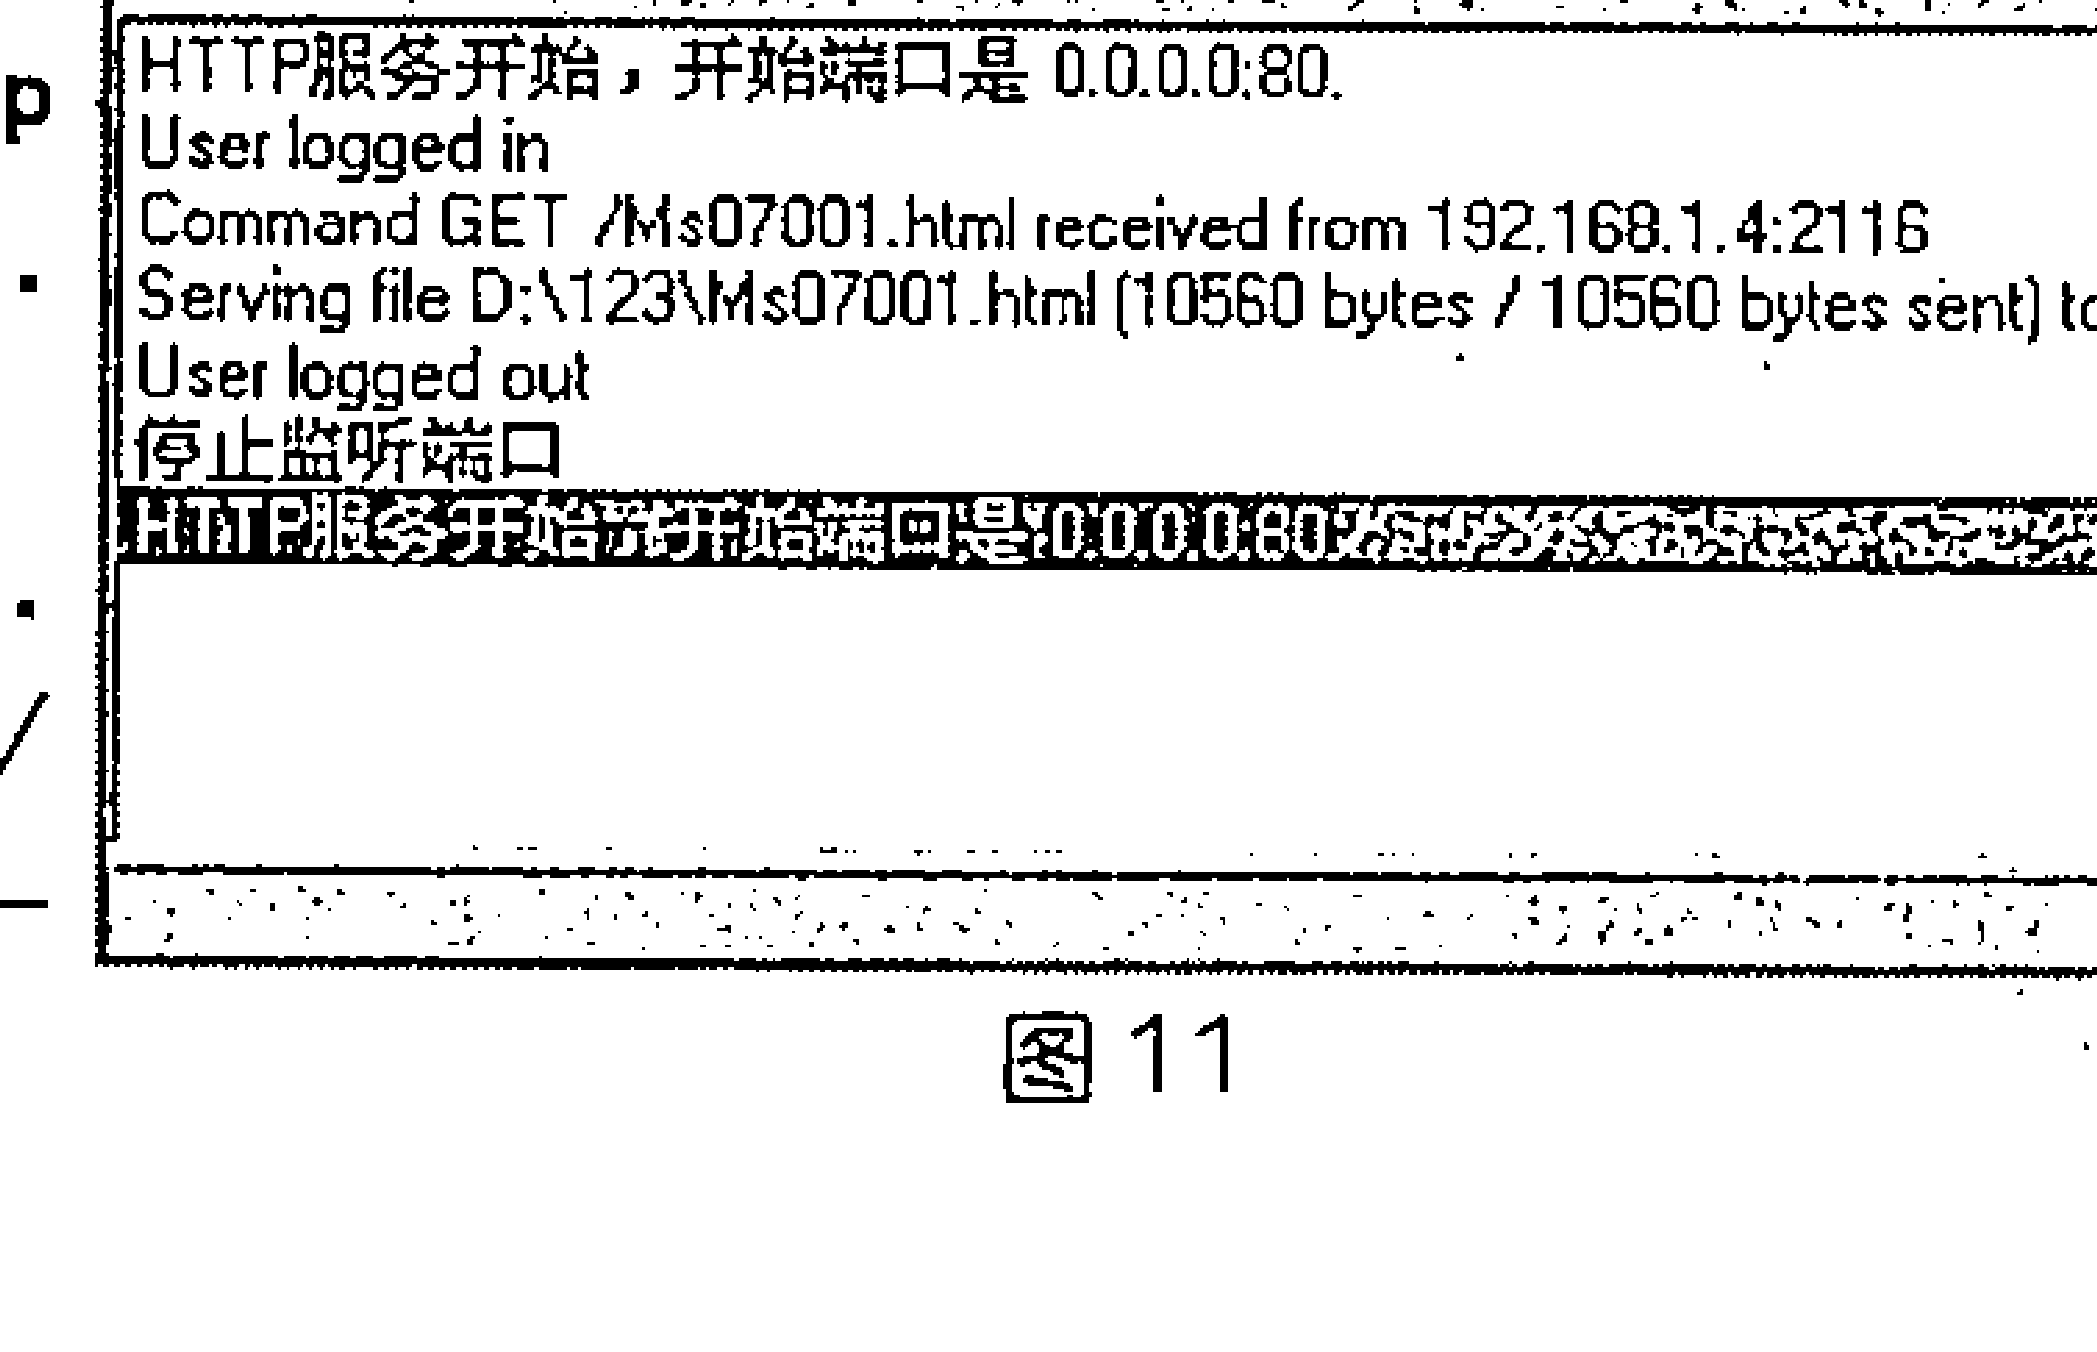 HTTP服务开始，开始端口是 0.0.0.0:80.
p
User logged in
Command GET /Ms07001.html received from 192.168.1.4:2116
Serving file D:\123\Ms07001.html (10560 bytes / 10560 bytes sent) to
User logged out
停止监听端口
HTTP服务开始，开始端口是 0.0.0.0:80
图 11